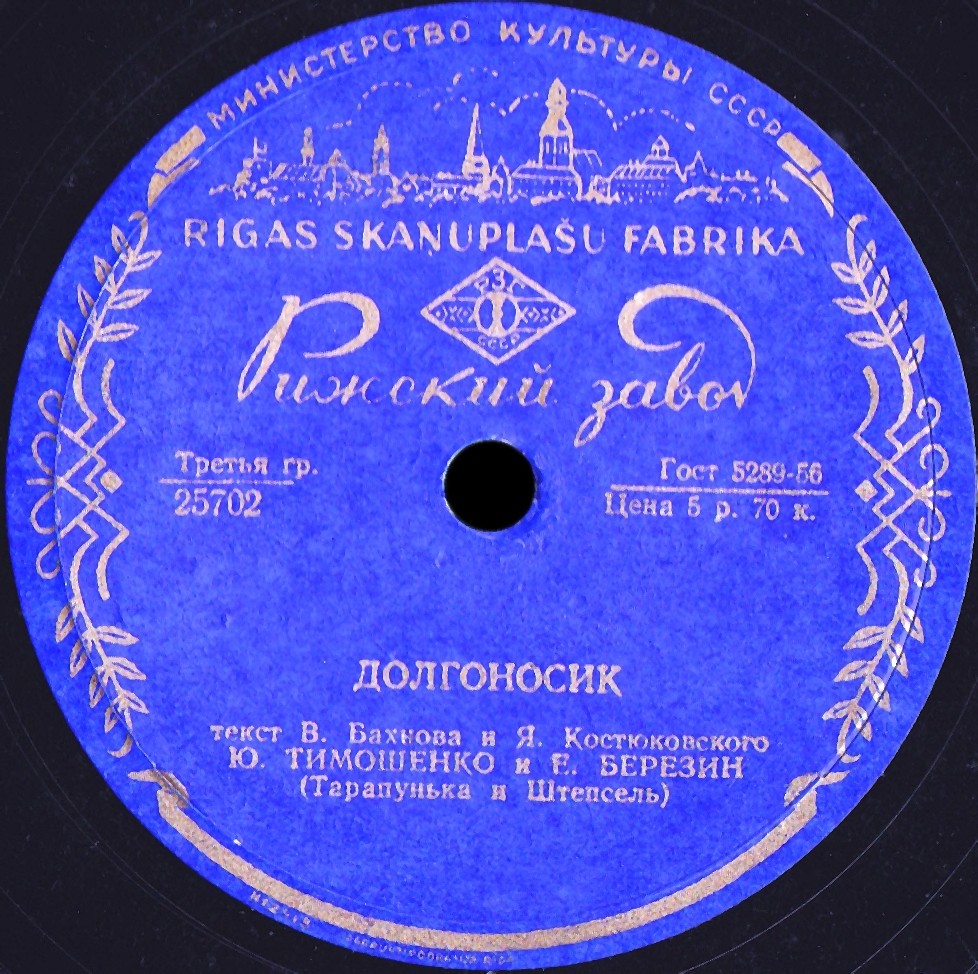 МИНИСТЕРСТВО КУЛЬТУРЫ СССР
RIGAS SKAŅUPLAŠU FABRIKA
РЗГ
СССР
Рижский завод
Третья гр.
25702
Гост 5289-56
Цена 5 р. 70 к.
ДОЛГОНОСИК
текст В. Бахнова и Я. Костюковского
Ю. ТИМОШЕНКО и Е. БЕРЕЗИН
(Тарапунька и Штепсель)